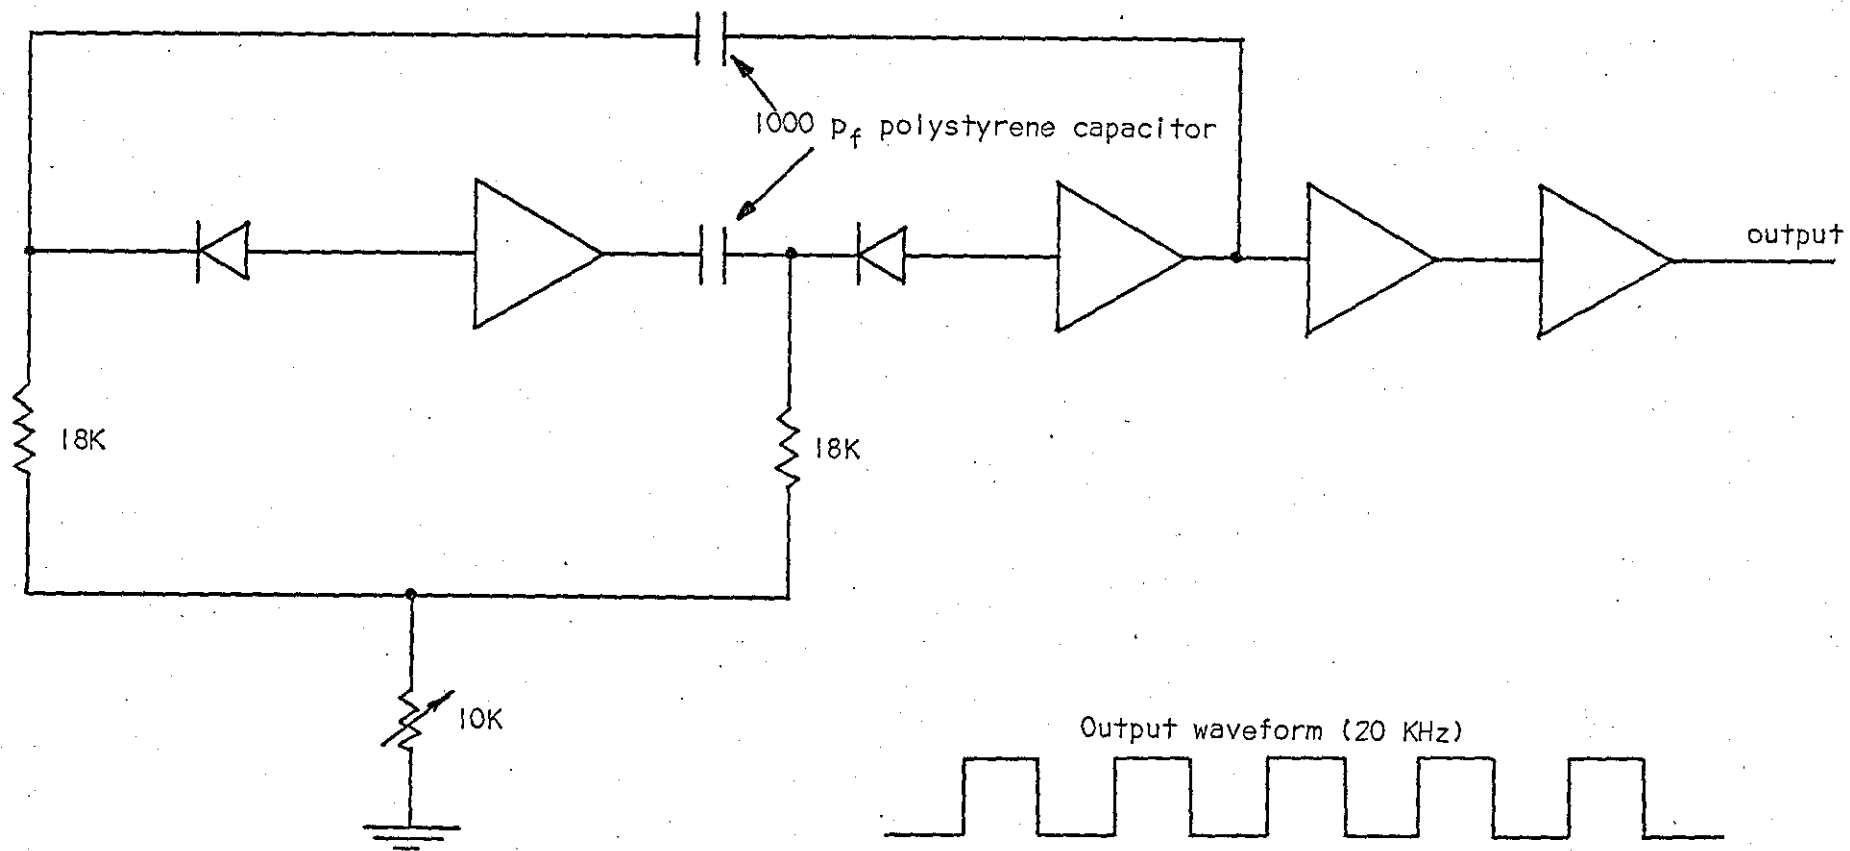 1000 pf polystyrene capacitor
output
18K
18K
10K
Output waveform (20 KHz)